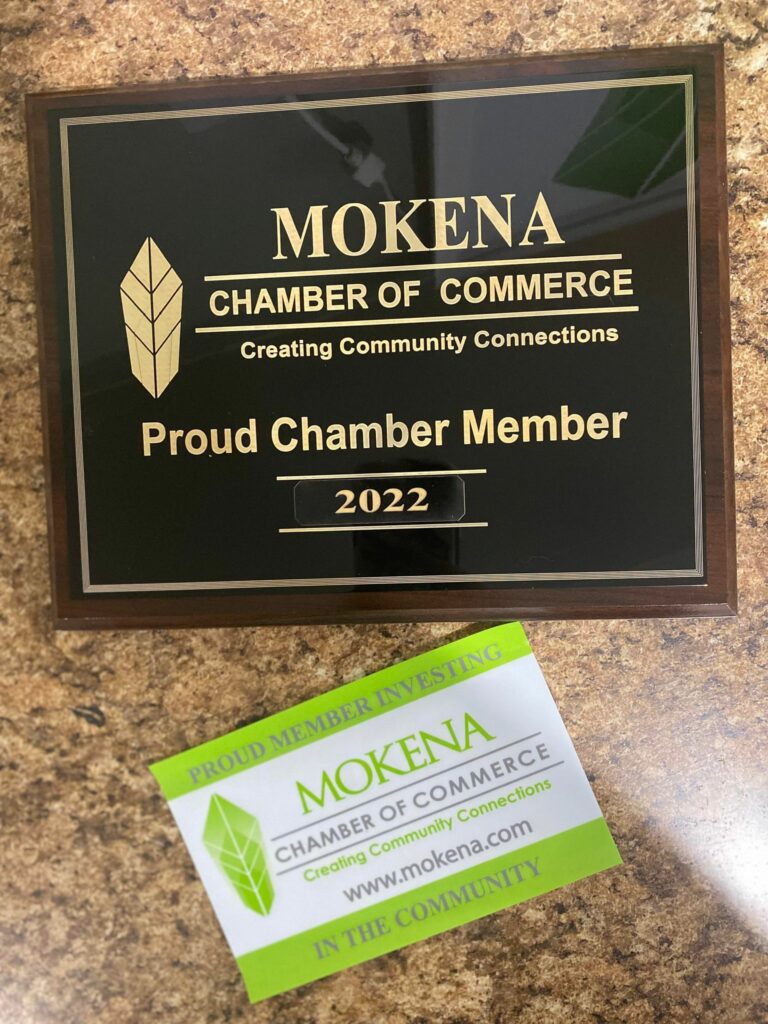 MOKENA
CHAMBER OF COMMERCE
Creating Community Connections
Proud Chamber Member
2022
PROUD MEMBER INVESTING
MOKENA
CHAMBER OF COMMERCE
Creating Community Connections
www.mokena.com
IN THE COMMUNITY